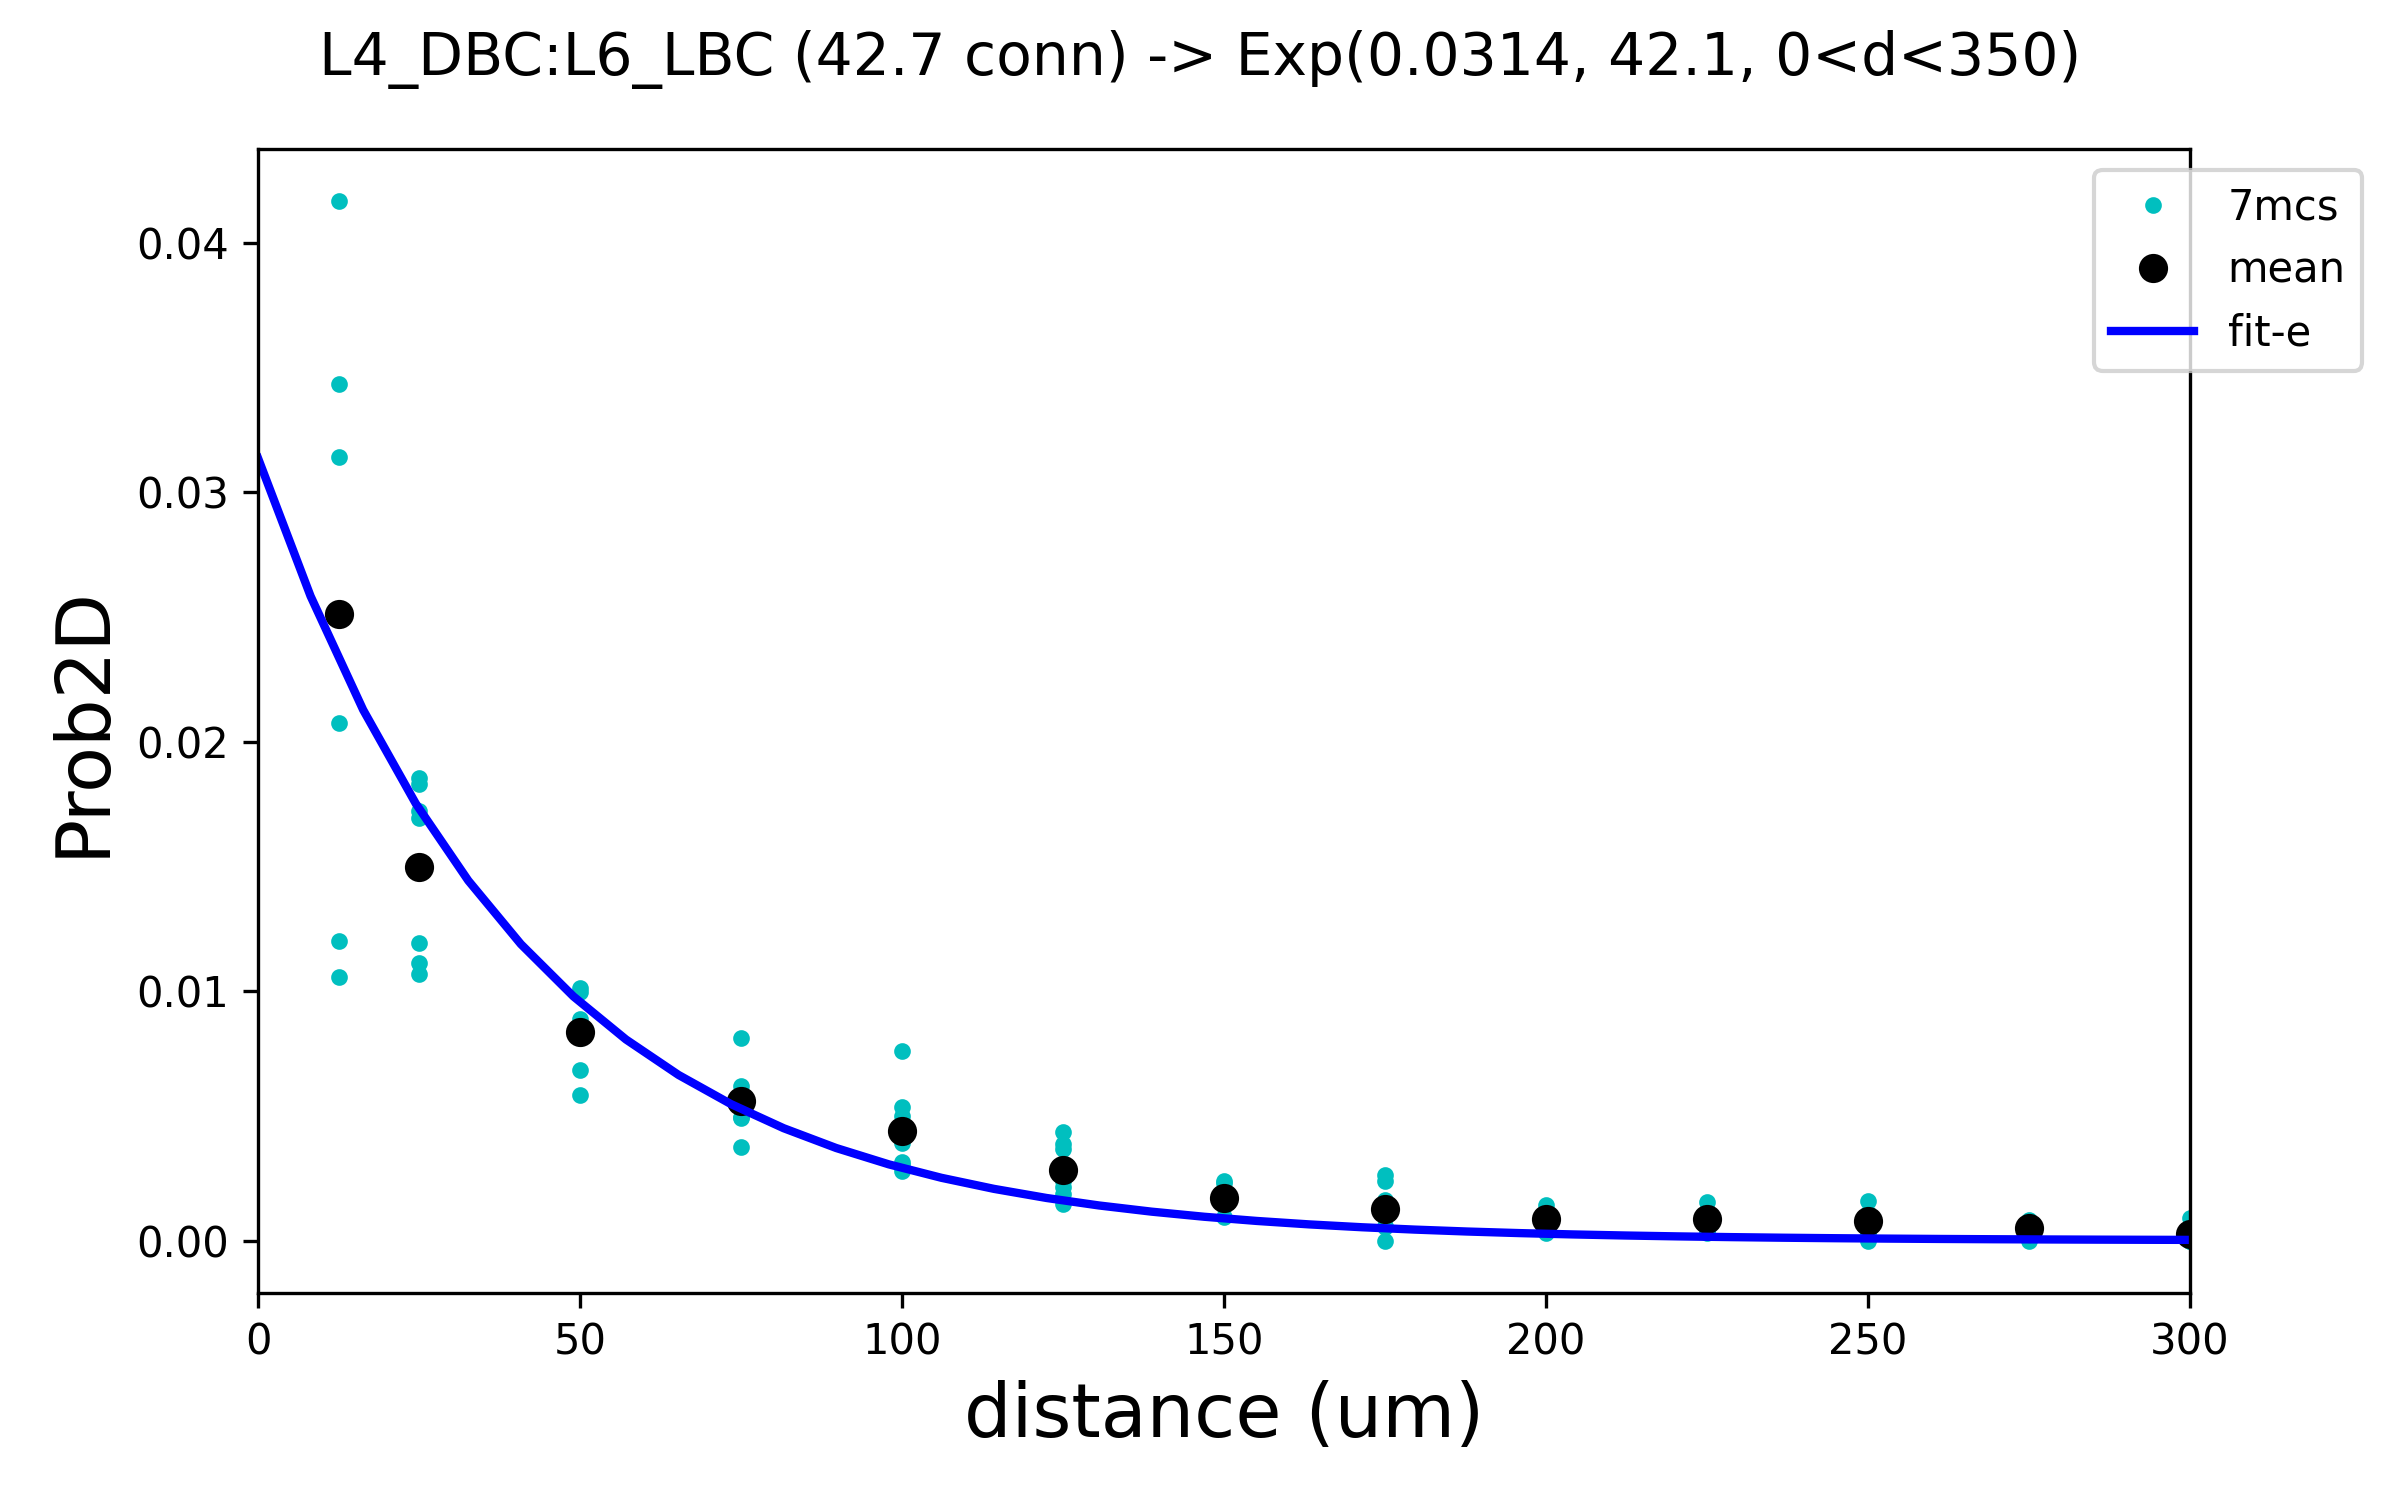 L4_DBC:L6_LBC (42.7 conn) -> Exp(0.0314, 42.1, 0<d<350)
7mcs
mean
fit-e
Prob2D
0.04
0.03
0.02
0.01
0.00
0 50 100 150 200 250 300
distance (um)